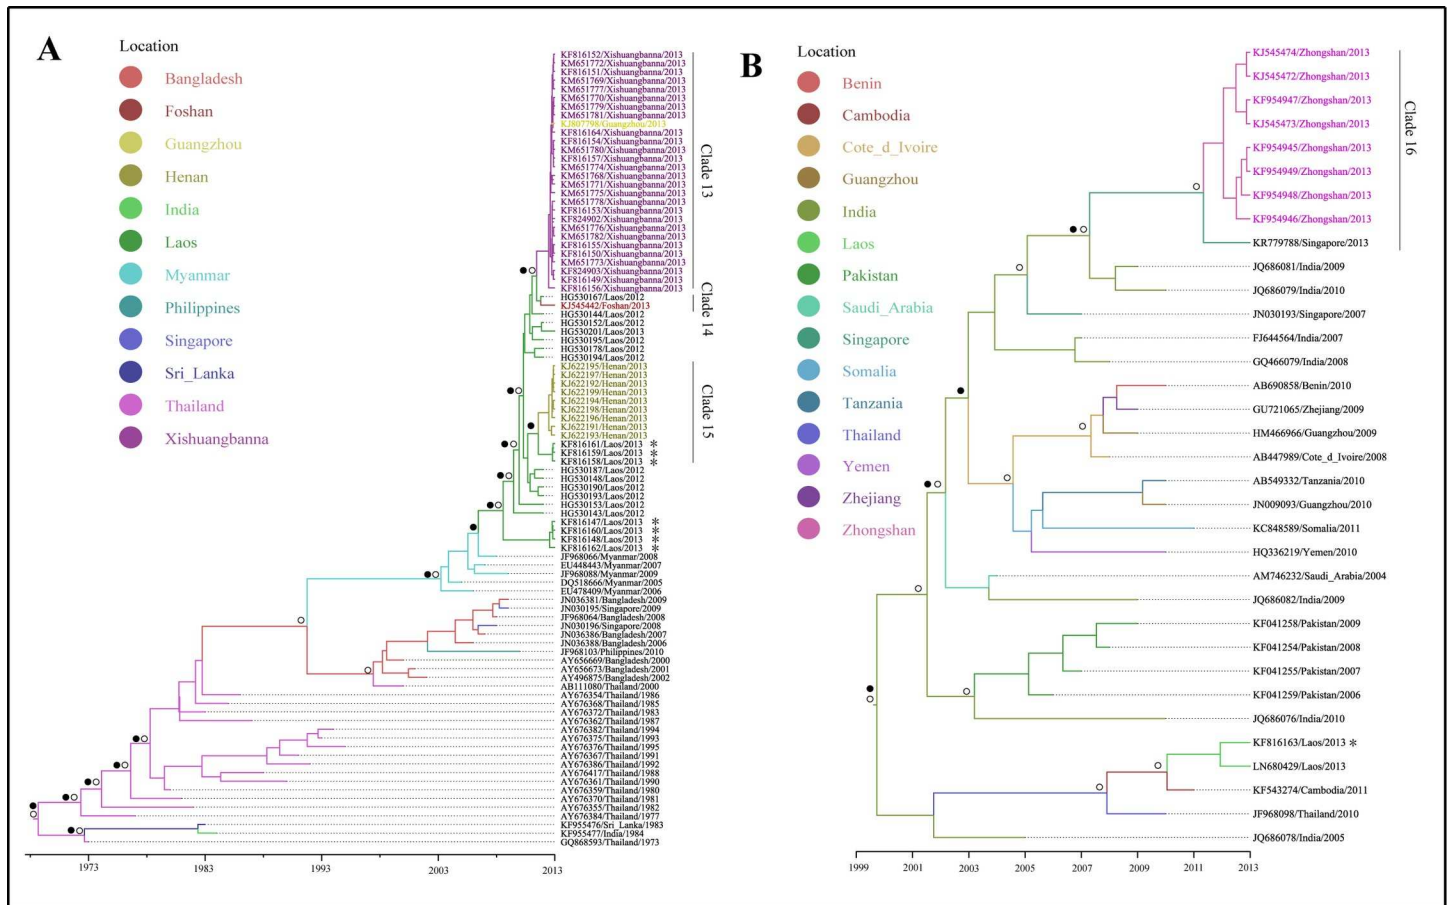 A
Location
Bangladesh
Foshan
Guangzhou
Henan
India
Laos
Myanmar
Philippines
Singapore
Sri_Lanka
Thailand
Xishuangbanna
KF816152/Xishuangbanna/2013
KM651772/Xishuangbanna/2013
KF816151/Xishuangbanna/2013
KM651769/Xishuangbanna/2013
KM651777/Xishuangbanna/2013
KM651770/Xishuangbanna/2013
KM651779/Xishuangbanna/2013
KM651781/Xishuangbanna/2013
KJ807798/Guangzhou/2013
KF816164/Xishuangbanna/2013
KF816154/Xishuangbanna/2013
KM651780/Xishuangbanna/2013
KF816157/Xishuangbanna/2013
KM651774/Xishuangbanna/2013
KM651768/Xishuangbanna/2013
KM651771/Xishuangbanna/2013
KM651775/Xishuangbanna/2013
KM651778/Xishuangbanna/2013
KF816153/Xishuangbanna/2013
KF824902/Xishuangbanna/2013
KM651776/Xishuangbanna/2013
KM651782/Xishuangbanna/2013
KF816155/Xishuangbanna/2013
KF816150/Xishuangbanna/2013
KM651773/Xishuangbanna/2013
KF824903/Xishuangbanna/2013
KF816149/Xishuangbanna/2013
KF816156/Xishuangbanna/2013
HG530167/Laos/2012
KJ545442/Foshan/2013
HG530144/Laos/2012
HG530152/Laos/2012
HG530201/Laos/2013
HG530195/Laos/2012
HG530178/Laos/2012
HG530194/Laos/2012
KJ622195/Henan/2013
KJ622197/Henan/2013
KJ622192/Henan/2013
KJ622199/Henan/2013
KJ622194/Henan/2013
KJ622198/Henan/2013
KJ622196/Henan/2013
KJ622191/Henan/2013
KJ622193/Henan/2013
KF816161/Laos/2013 *
KF816159/Laos/2013 *
KF816158/Laos/2013 *
HG530187/Laos/2012
HG530148/Laos/2012
HG530190/Laos/2012
HG530193/Laos/2012
HG530153/Laos/2012
HG530143/Laos/2012
KF816147/Laos/2013 *
KF816160/Laos/2013 *
KF816148/Laos/2013 *
KF816162/Laos/2013 *
JF968066/Myanmar/2008
EU448443/Myanmar/2007
JF968088/Myanmar/2009
DQ518666/Myanmar/2005
EU478409/Myanmar/2006
JN036381/Bangladesh/2009
JN030195/Singapore/2009
JF968064/Bangladesh/2008
JN030196/Singapore/2008
JN036386/Bangladesh/2007
JN036388/Bangladesh/2006
JF968103/Philippines/2010
AY656669/Bangladesh/2000
AY656673/Bangladesh/2001
AY496875/Bangladesh/2002
AB111080/Thailand/2000
AY676354/Thailand/1986
AY676368/Thailand/1985
AY676372/Thailand/1983
AY676362/Thailand/1987
AY676382/Thailand/1994
AY676375/Thailand/1993
AY676376/Thailand/1995
AY676367/Thailand/1991
AY676386/Thailand/1992
AY676417/Thailand/1988
AY676361/Thailand/1990
AY676359/Thailand/1980
AY676370/Thailand/1981
AY676355/Thailand/1982
AY676384/Thailand/1977
KF955476/Sri_Lanka/1983
KF955477/India/1984
GQ868593/Thailand/1973
Clade 13
Clade 14
Clade 15
1973
1983
1993
2003
2013
B
Location
Benin
Cambodia
Cote_d_Ivoire
Guangzhou
India
Laos
Pakistan
Saudi_Arabia
Singapore
Somalia
Tanzania
Thailand
Yemen
Zhejiang
Zhongshan
KJ545474/Zhongshan/2013
KJ545472/Zhongshan/2013
KF954947/Zhongshan/2013
KJ545473/Zhongshan/2013
KF954945/Zhongshan/2013
KF954949/Zhongshan/2013
KF954948/Zhongshan/2013
KF954946/Zhongshan/2013
KR779788/Singapore/2013
JQ686081/India/2009
JQ686079/India/2010
JN030193/Singapore/2007
FJ644564/India/2007
GQ466079/India/2008
AB690858/Benin/2010
GU721065/Zhejiang/2009
HM466966/Guangzhou/2009
AB447989/Cote_d_Ivoire/2008
AB549332/Tanzania/2010
JN009093/Guangzhou/2010
KC848589/Somalia/2011
HQ336219/Yemen/2010
AM746232/Saudi_Arabia/2004
JQ686082/India/2009
KF041258/Pakistan/2009
KF041254/Pakistan/2008
KF041255/Pakistan/2007
KF041259/Pakistan/2006
JQ686076/India/2010
KF816163/Laos/2013 *
LN680429/Laos/2013
KF543274/Cambodia/2011
JF968098/Thailand/2010
JQ686078/India/2005
Clade 16
1999
2001
2003
2005
2007
2009
2011
2013